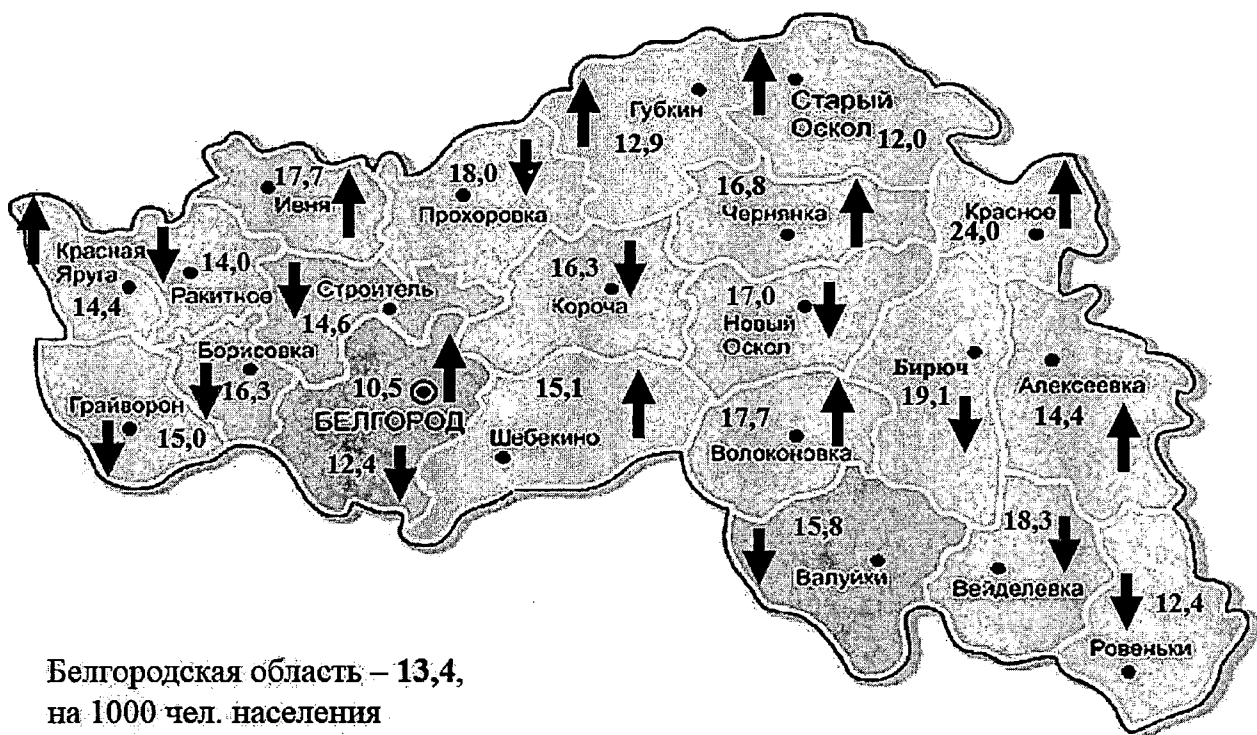 Губкин
12,9
Старый
Оскол
12,0
17,7
Ивня
18,0
Прохоровка
16,8
Чернянка
Красное
24,0
Красная
Яруга
14,4
14,0
Ракитное
Строитель
14,6
16,3
Короча
17,0
Новый
Оскол
Борисовка
16,3
Грайворон
15,0
10,5
БЕЛГОРОД
12,4
15,1
Шебекино
17,7
Волоконовка
Бирюч
19,1
Алексеевка
14,4
15,8
Валуйхи
18,3
Вейделевка
12,4
Ровеньки
Белгородская область – 13,4,
на 1000 чел. населения